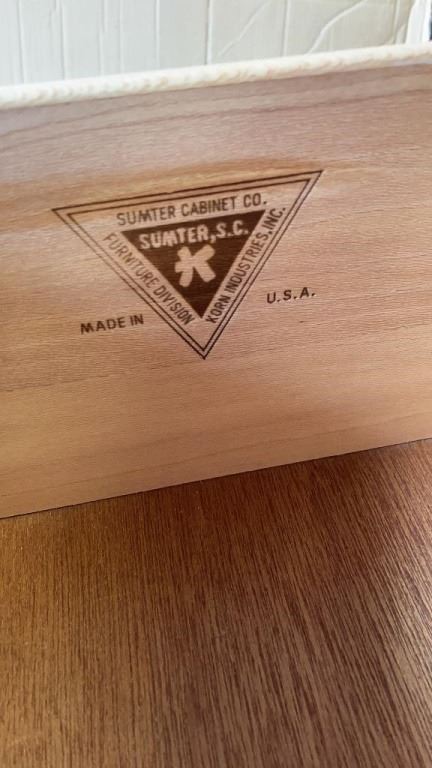 SUMTER CABINET CO.
SUMTER, S.C.
K
FURNITURE DIVISION
KORN INDUSTRIES, INC.
MADE IN
U.S.A.